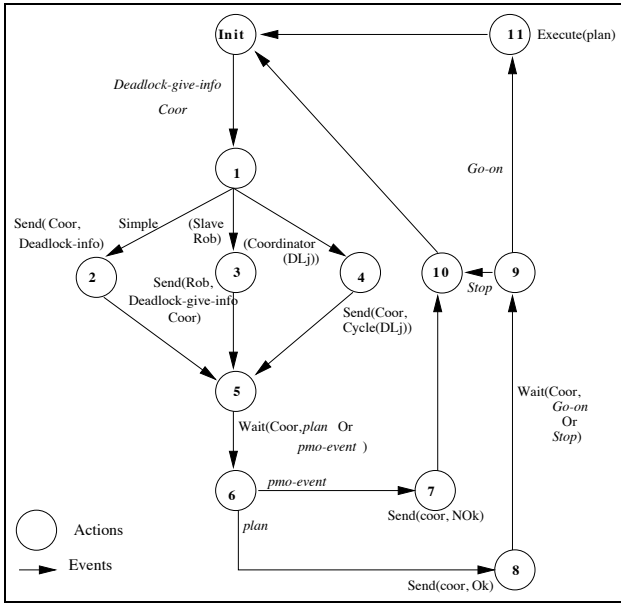 Init
11
Execute(plan)
Deadlock-give-info
Coor
Go-on
1
Send( Coor,
Deadlock-info)
Simple
(Slave
Rob)
(Coordinator
(DLj))
2
3
4
10
9
Stop
Send(Rob,
Deadlock-give-info
Coor)
Send(Coor,
Cycle(DLj))
5
Wait(Coor,plan Or
pmo-event )
Wait(Coor,
Go-on
Or
Stop)
6
pmo-event
7
plan
Send(coor, NOk)
Actions
Events
8
Send(coor, Ok)